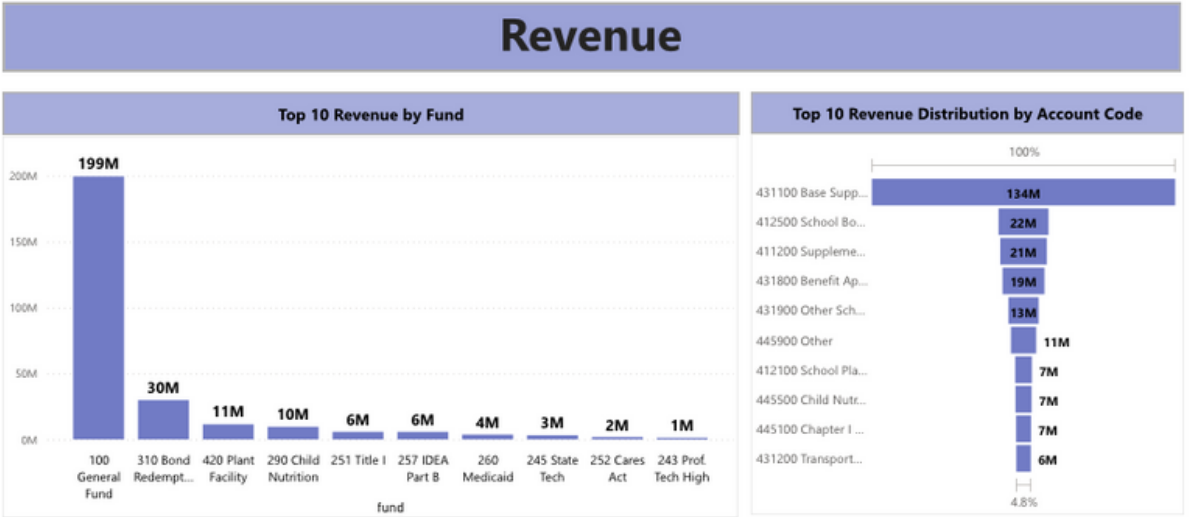 Revenue
Top 10 Revenue by Fund
199M
200M
150M
100M
50M
0M
30M
11M
10M
6M
6M
4M
3M
2M
1M
100 General Fund
310 Bond Redempt...
420 Plant Facility
290 Child Nutrition
251 Title I
257 IDEA Part B
260 Medicaid
245 State Tech
252 Cares Act
243 Prof. Tech High
fund
Top 10 Revenue Distribution by Account Code
100%
431100 Base Supp... 134M
412500 School Bo... 22M
411200 Suppleme... 21M
431800 Benefit Ap... 19M
431900 Other Sch... 13M
445900 Other 11M
412100 School Pla... 7M
445500 Child Nutr... 7M
445100 Chapter I ... 7M
431200 Transport... 6M
4.8%